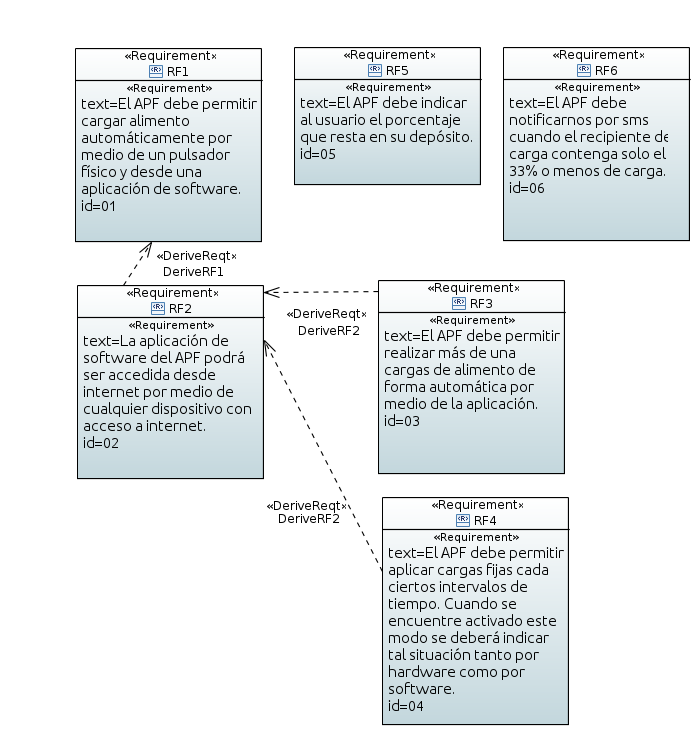 «Requirement»
RF1
«Requirement»
text=El APF debe permitir
cargar alimento
automáticamente por
medio de un pulsador
físico y desde una
aplicación de software.
id=01
«Requirement»
RF5
«Requirement»
text=El APF debe indicar
al usuario el porcentaje
que resta en su depósito.
id=05
«Requirement»
RF6
«Requirement»
text=El APF debe
notificarnos por sms
cuando el recipiente de
carga contenga solo el
33% o menos de carga.
id=06
«DeriveReqt»
DeriveRF1
«Requirement»
RF2
«Requirement»
text=La aplicación de
software del APF podrá
ser accedida desde
internet por medio de
cualquier dispositivo con
acceso a internet.
id=02
«DeriveReqt»
DeriveRF2
«Requirement»
RF3
«Requirement»
text=El APF debe permitir
realizar más de una
cargas de alimento de
forma automática por
medio de la aplicación.
id=03
«DeriveReqt»
DeriveRF2
«Requirement»
RF4
«Requirement»
text=El APF debe permitir
aplicar cargas fijas cada
ciertos intervalos de
tiempo. Cuando se
encuentre activado este
modo se deberá indicar
tal situación tanto por
hardware como por
software.
id=04